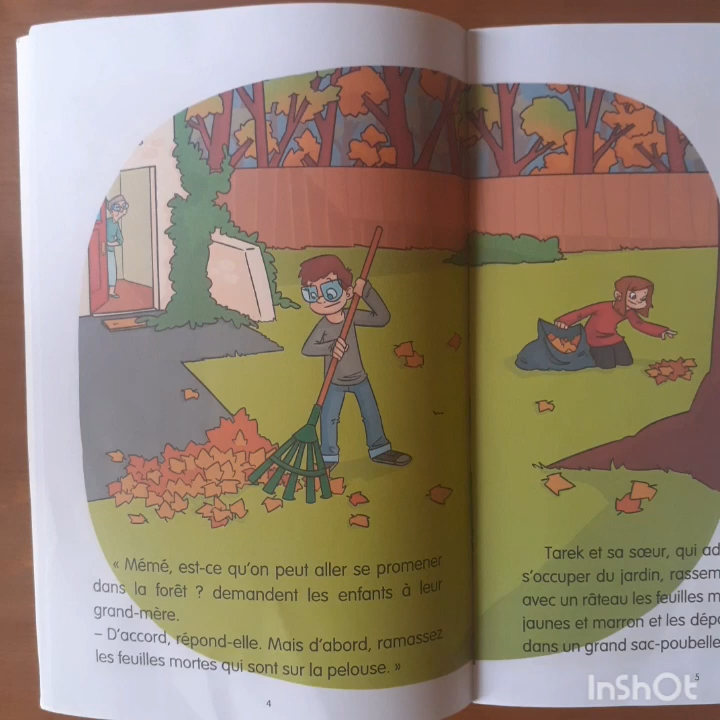 « Mémé, est-ce qu'on peut aller se promener
dans la forêt ? demandent les enfants à leur
grand-mère.
– D'accord, répond-elle. Mais d'abord, ramassez
les feuilles mortes qui sont sur la pelouse. »
4
Tarek et sa sœur, qui ad
s'occuper du jardin, rassem
avec un râteau les feuilles m
jaunes et marron et les dépo
dans un grand sac-poubelle
5
InShOt